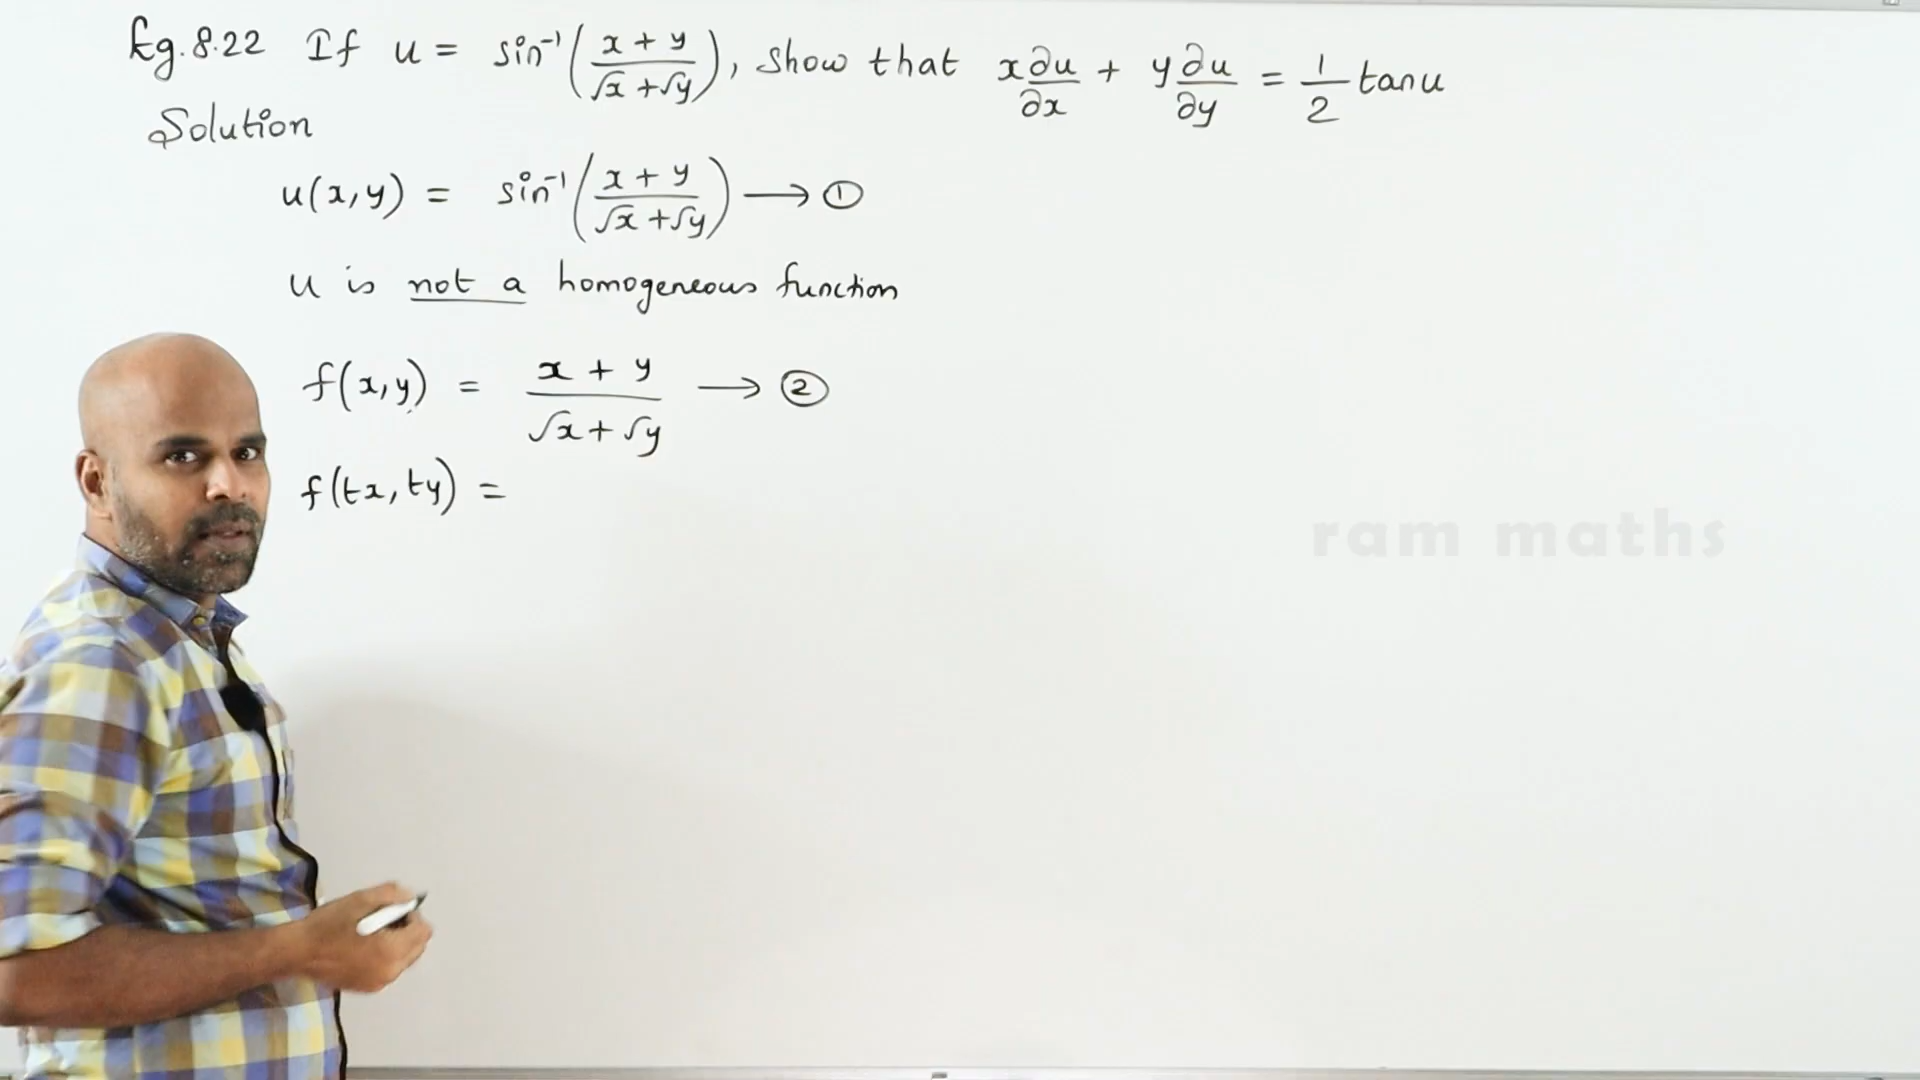 Eg.8.22 If u = sin⁻¹((x + y)/(√x + √y)), show that x ∂u/∂x + y ∂u/∂y = 1/2 tan u
Solution
u(x,y) = sin⁻¹((x + y)/(√x + √y)) ⟶ ①
u is not a homogeneous function
f(x,y) = (x + y)/(√x + √y) ⟶ ②
f(tx, ty) =
ram maths